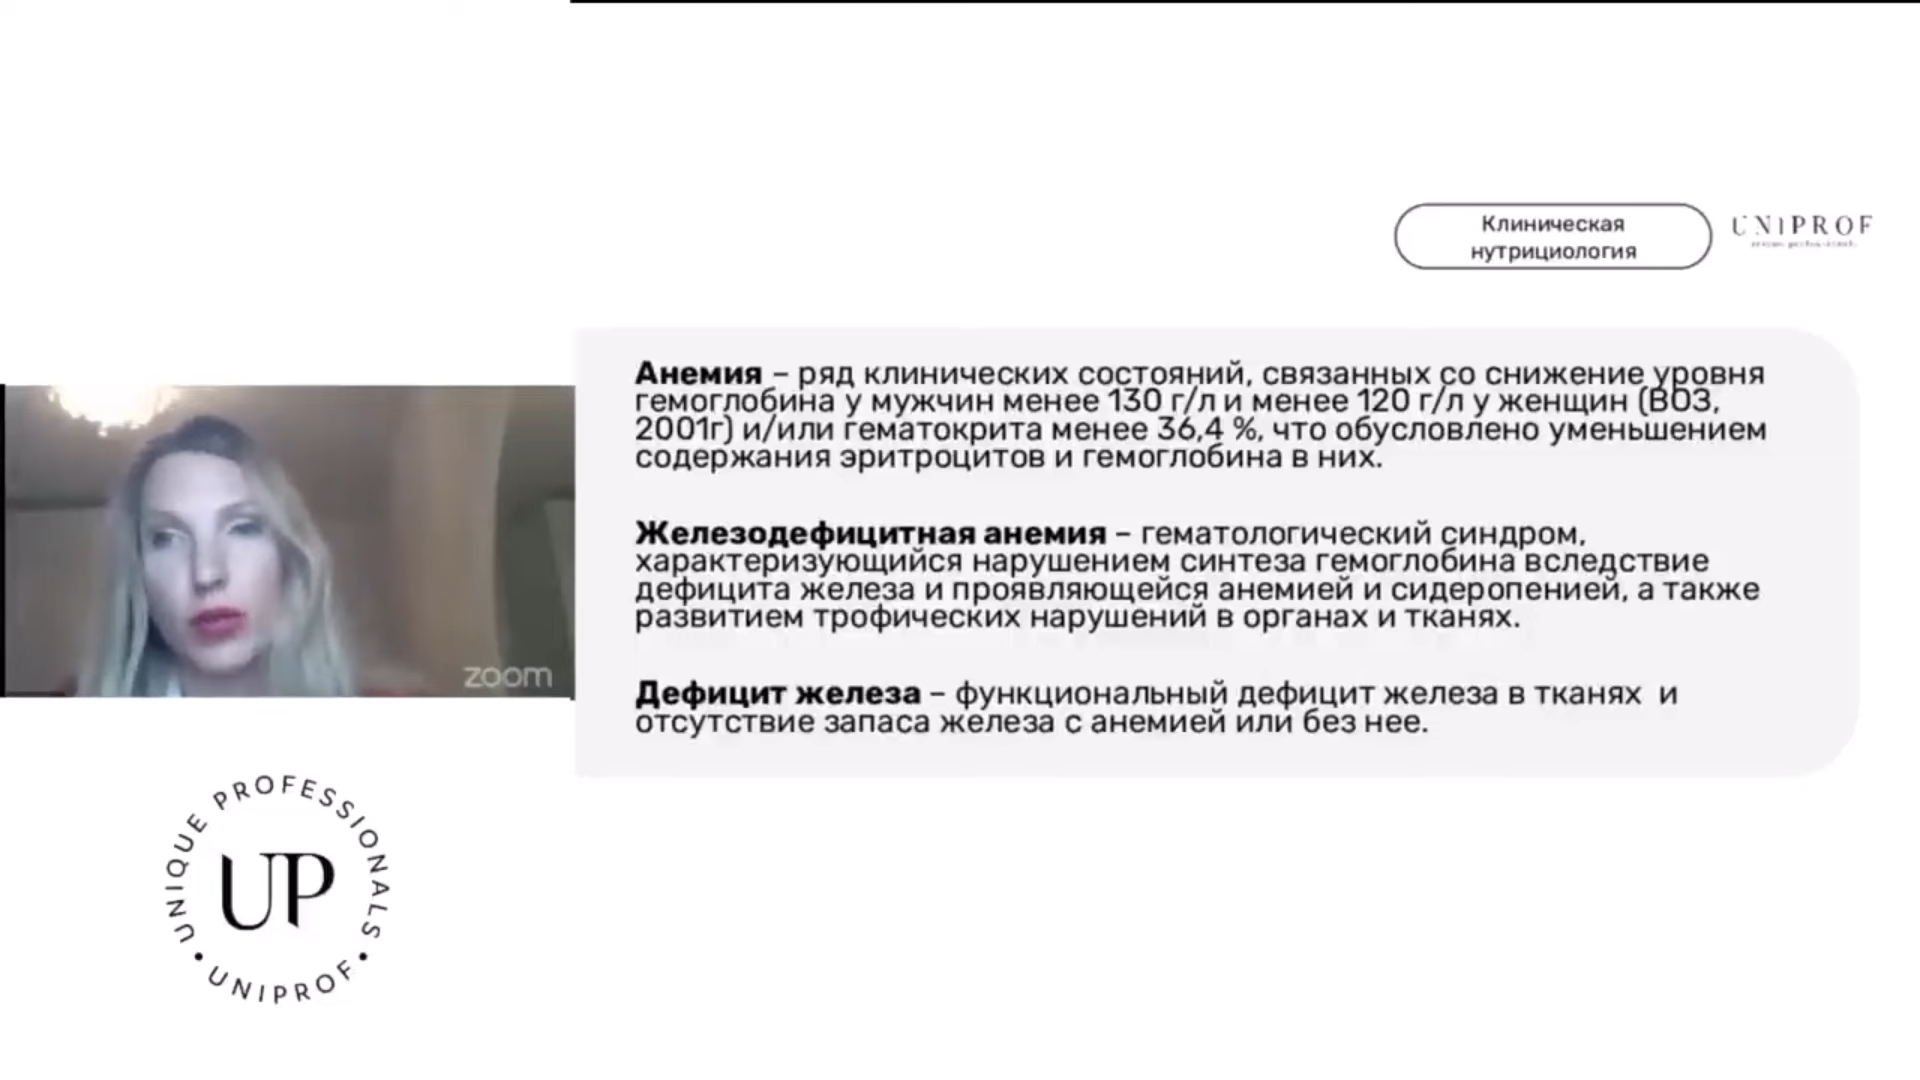 Клиническая
нутрициология
UNIPROF
Анемия – ряд клинических состояний, связанных со снижение уровня
гемоглобина у мужчин менее 130 г/л и менее 120 г/л у женщин (ВОЗ,
2001г) и/или гематокрита менее 36,4 %, что обусловлено уменьшением
содержания эритроцитов и гемоглобина в них.
Железодефицитная анемия – гематологический синдром,
характеризующийся нарушением синтеза гемоглобина вследствие
дефицита железа и проявляющейся анемией и сидеропенией, а также
развитием трофических нарушений в органах и тканях.
Дефицит железа – функциональный дефицит железа в тканях и
отсутствие запаса железа с анемией или без нее.
zoom
UNIQUE PROFESSIONALS
UP
• UNIPROF •